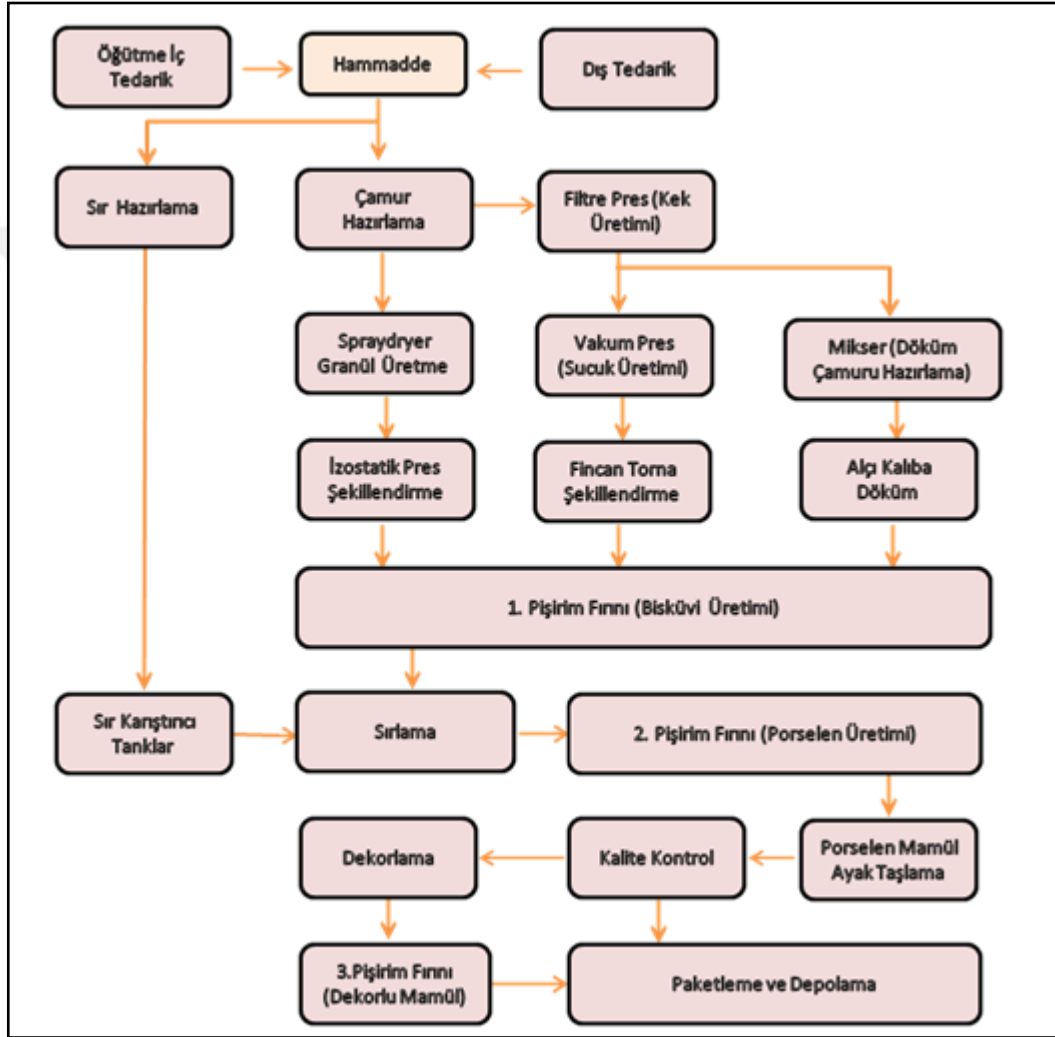 Öğütme İç
Tedarik
Hammadde
Dış Tedarik
Sır Hazırlama
Çamur
Hazırlama
Filtre Pres (Kek
Üretimi)
Spraydryer
Granül Üretme
Vakum Pres
(Sucuk Üretimi)
Mikser (Döküm
Çamuru Hazırlama)
İzostatik Pres
Şekillendirme
Fincan Torna
Şekillendirme
Alçı Kalıba
Döküm
1. Pişirim Fırını (Bisküvi Üretimi)
Sır Karıştırıcı
Tanklar
Sırlama
2. Pişirim Fırını (Porselen Üretimi)
Dekorlama
Kalite Kontrol
Porselen Mamül
Ayak Taşlama
3.Pişirim Fırını
(Dekorlu Mamül)
Paketleme ve Depolama